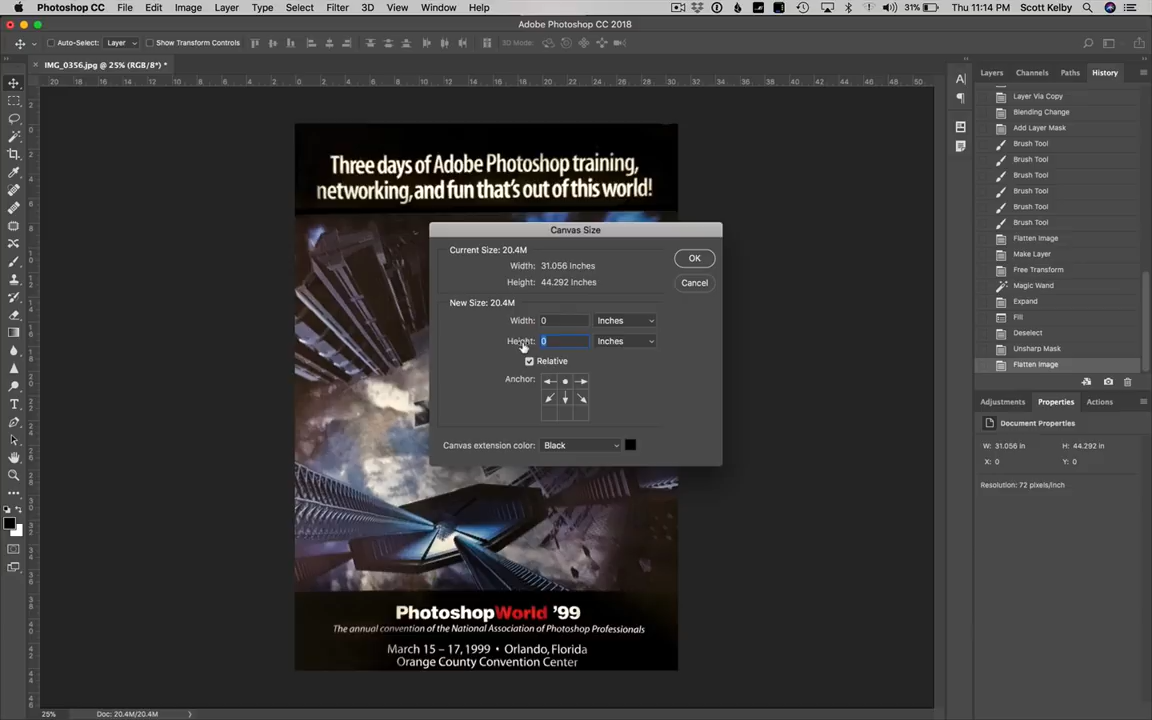 Photoshop CC File Edit Image Layer Type Select Filter 3D View Window Help 31% Thu 11:14 PM Scott Kelby
Adobe Photoshop CC 2018
Auto-Select: Layer Show Transform Controls 3D Mode:
IMG_0356.jpg @ 25% (RGB/8*) *
Layers Channels Paths History
Layer Via Copy
Blending Change
Add Layer Mask
Brush Tool
Brush Tool
Brush Tool
Brush Tool
Brush Tool
Brush Tool
Flatten Image
Make Layer
Free Transform
Magic Wand
Expand
Fill
Deselect
Unsharp Mask
Flatten Image
Adjustments Properties Actions
Document Properties
W: 31.056 in H: 44.292 in
X: 0 Y: 0
Resolution: 72 pixels/inch
Three days of Adobe Photoshop training,
networking, and fun that's out of this world!
Canvas Size
Current Size: 20.4M
Width: 31.056 Inches
Height: 44.292 Inches
New Size: 20.4M
Width: 0 Inches
Height: 0 Inches
Relative
Anchor:
Canvas extension color: Black
OK
Cancel
PhotoshopWorld '99
The annual convention of the National Association of Photoshop Professionals
March 15 – 17, 1999 • Orlando, Florida
Orange County Convention Center
25% Doc: 20.4M/20.4M